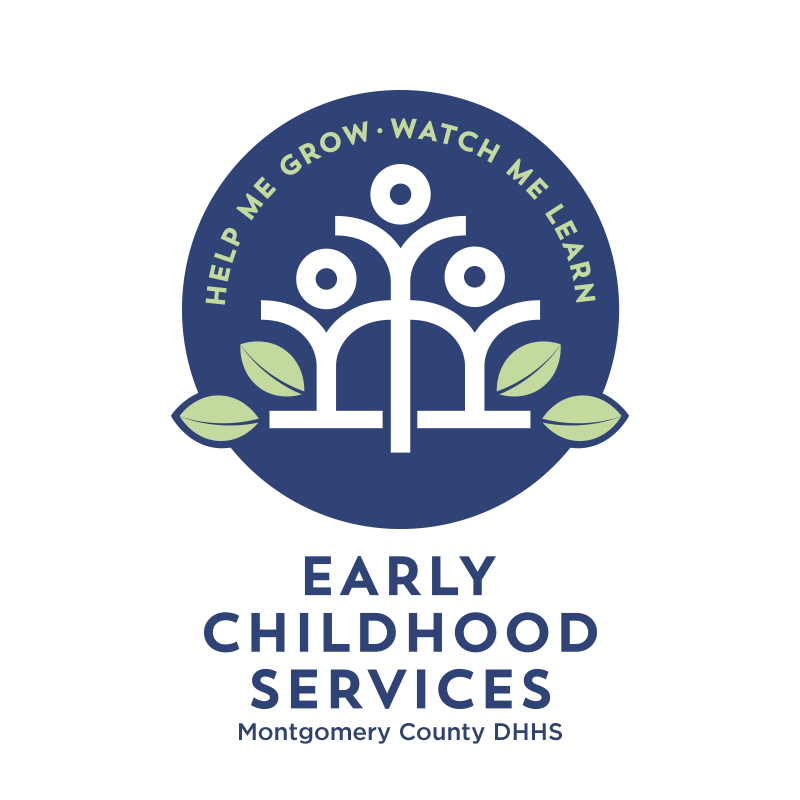 HELP ME GROW · WATCH ME LEARN
EARLY
CHILDHOOD
SERVICES
Montgomery County DHHS